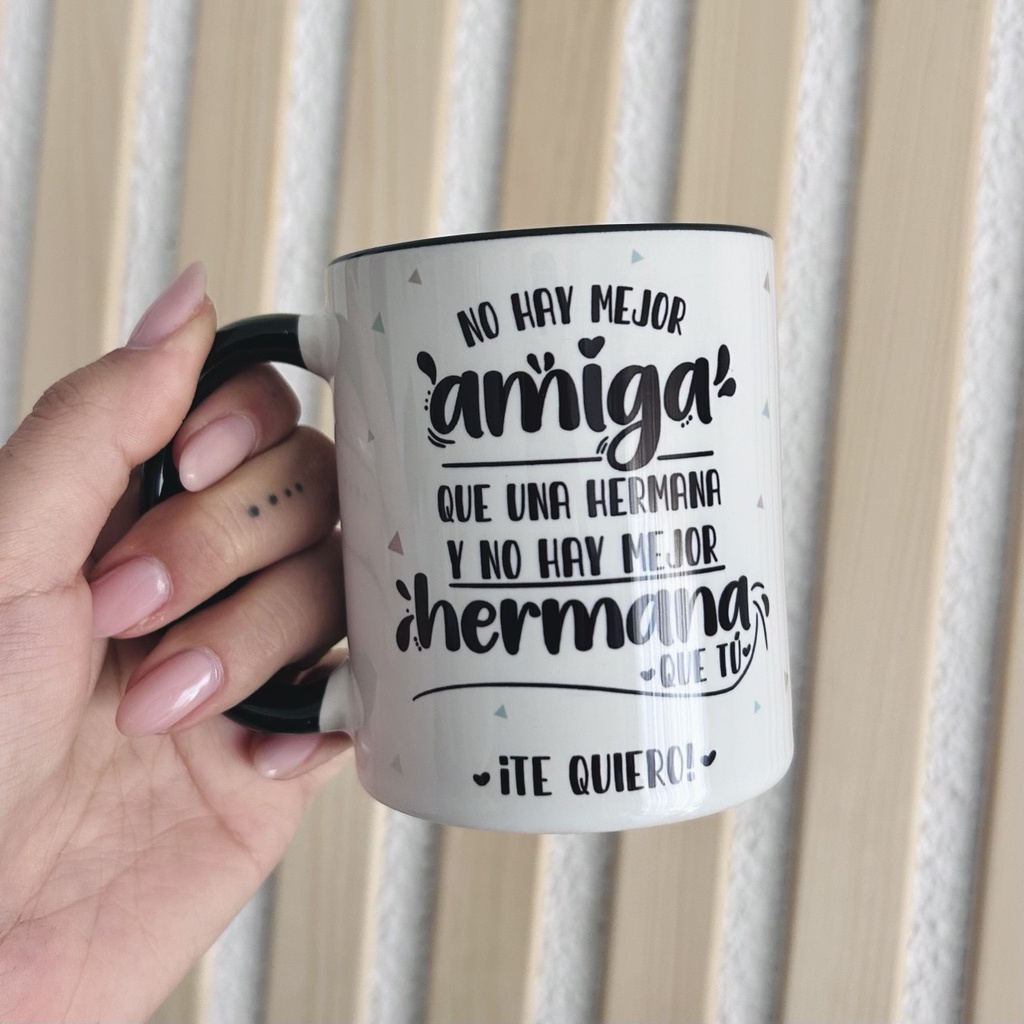 NO HAY MEJOR
amiga
QUE UNA HERMANA
Y NO HAY MEJOR
hermana
QUE TÚ
¡TE QUIERO!